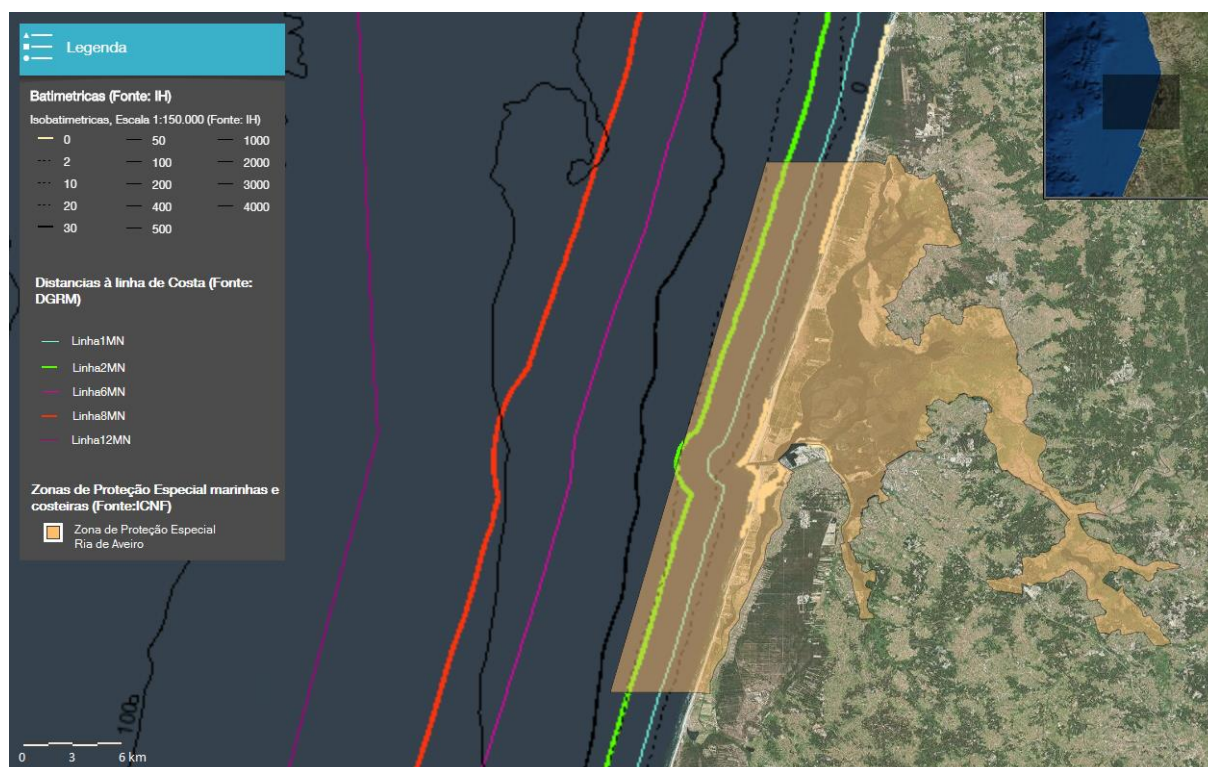 Legenda
Batimetricas (Fonte: IH)
Isobatimetricas, Escala 1:150.000 (Fonte: IH)
0 50 1000
2 100 2000
10 200 3000
20 400 4000
30 500
Distancias à linha de Costa (Fonte:
DGRM)
Linha1MN
Linha2MN
Linha6MN
Linha8MN
Linha12MN
Zonas de Proteção Especial marinhas e
costeiras (Fonte:ICNF)
Zona de Proteção Especial
Ria de Aveiro
0
100
0 3 6 km